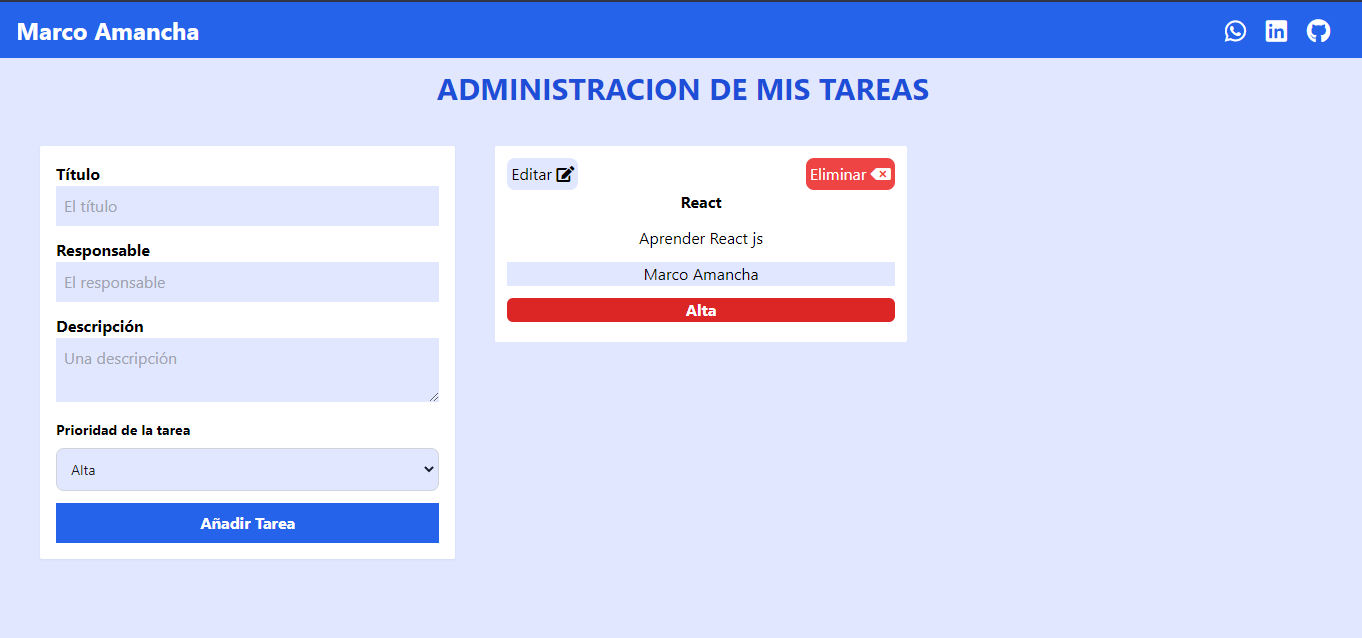 Marco Amancha
ADMINISTRACION DE MIS TAREAS
Título
El título
Responsable
El responsable
Descripción
Una descripción
Prioridad de la tarea
Alta
Añadir Tarea
Editar
Eliminar
React
Aprender React js
Marco Amancha
Alta